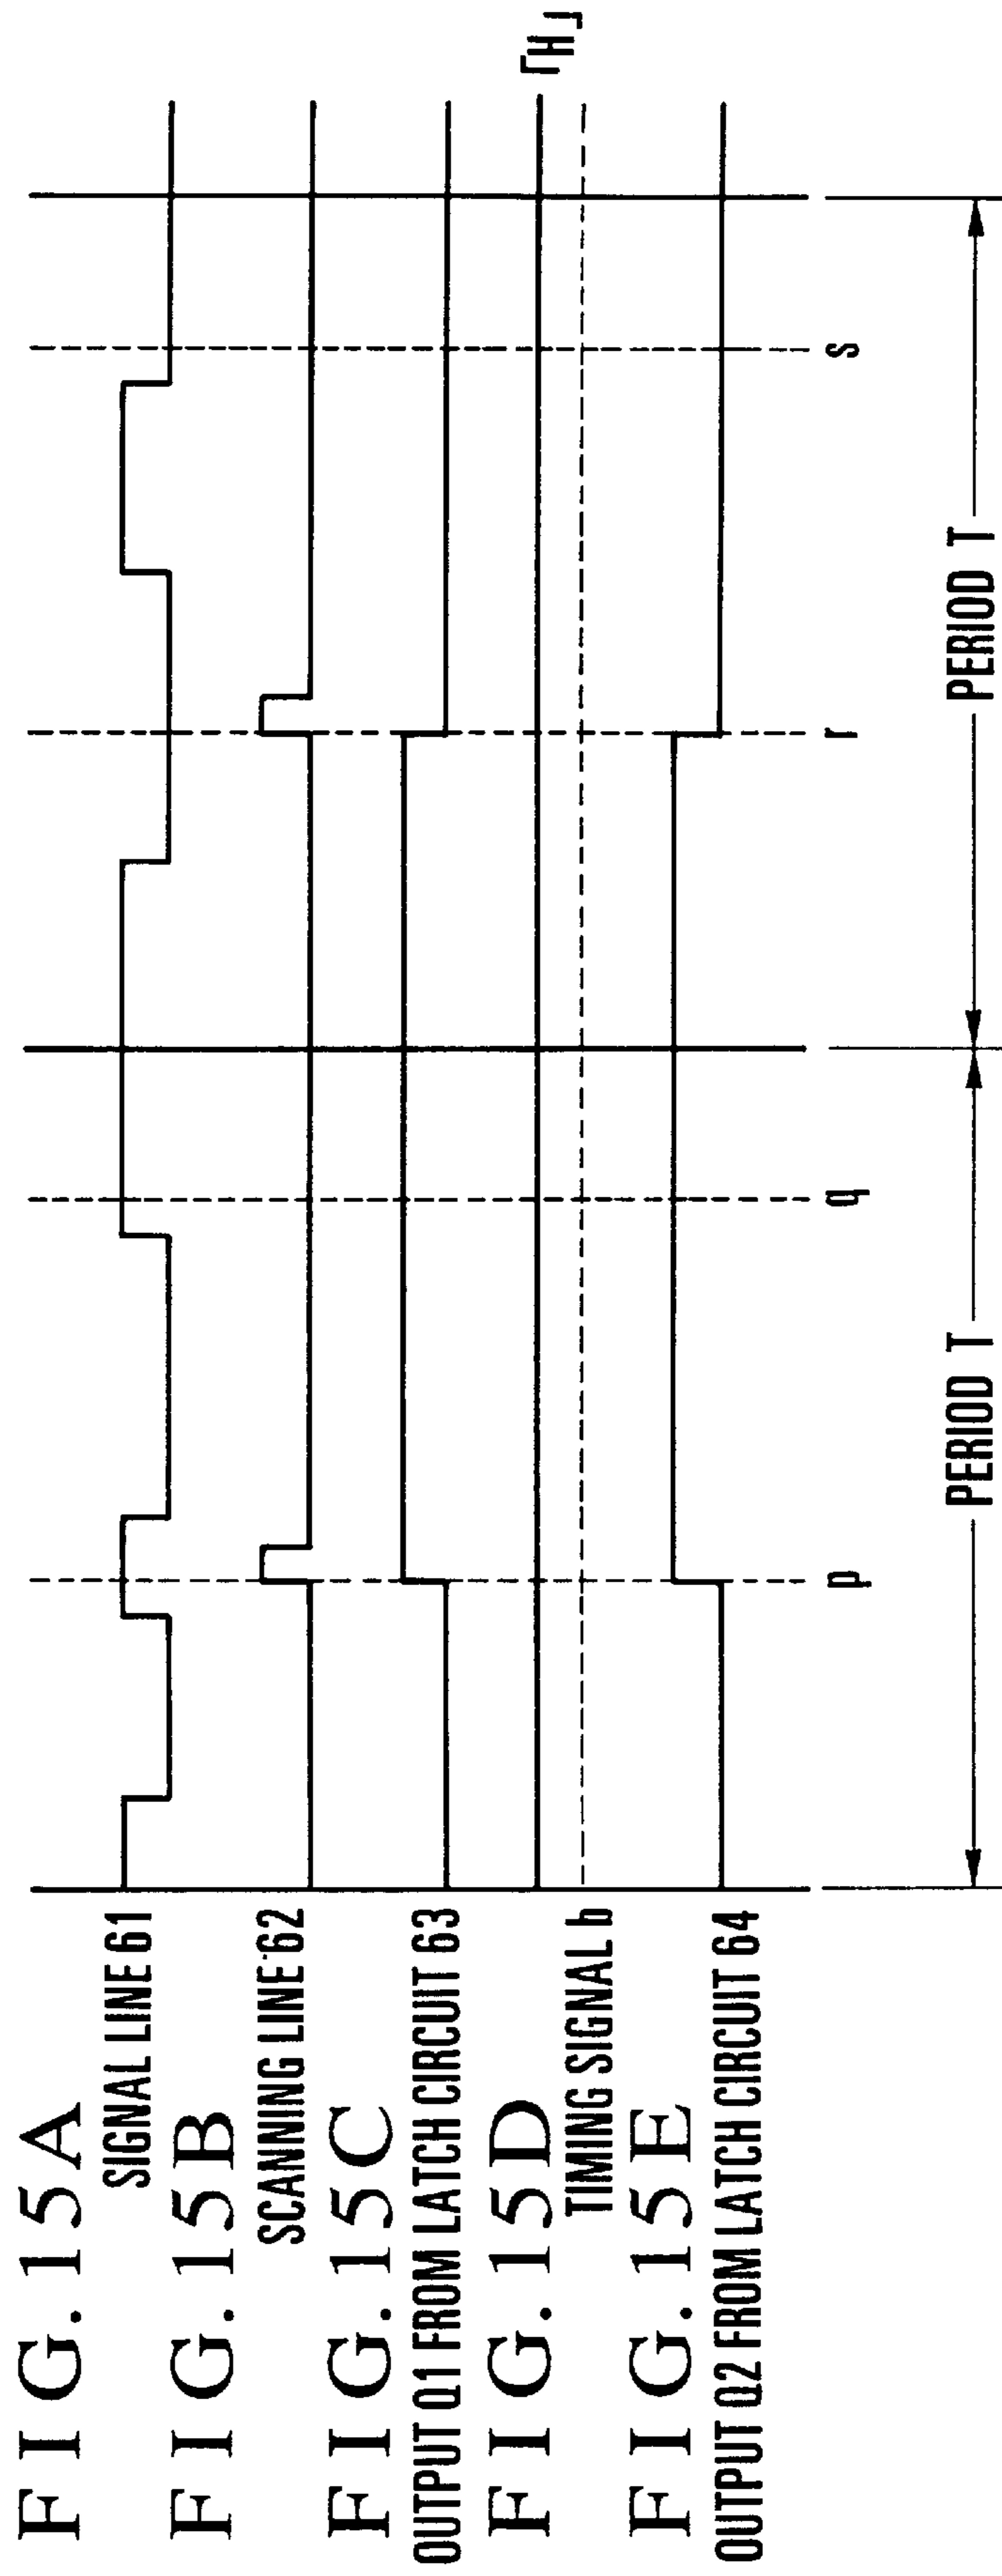 FIG. 15A
SIGNAL LINE 61
FIG. 15B
SCANNING LINE 62
FIG. 15C
OUTPUT Q1 FROM LATCH CIRCUIT 63
FIG. 15D
「H」
TIMING SIGNAL b
FIG. 15E
OUTPUT Q2 FROM LATCH CIRCUIT 64
p
q
r
s
PERIOD T
PERIOD T